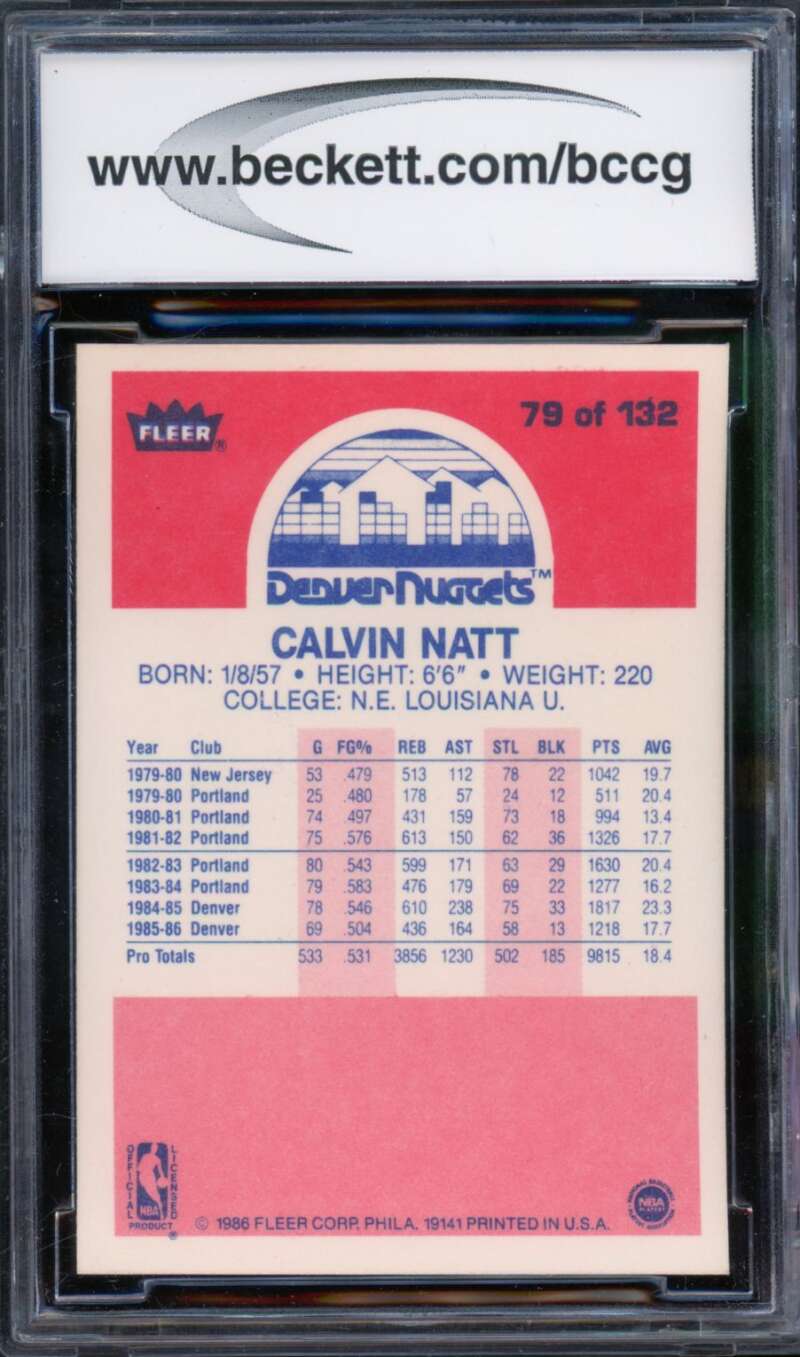 www.beckett.com/bccg
FLEER®
79 of 132
Denver Nuggets™
CALVIN NATT
BORN: 1/8/57 • HEIGHT: 6'6" • WEIGHT: 220
COLLEGE: N.E. LOUISIANA U.
Year Club G FG% REB AST STL BLK PTS AVG
1979-80 New Jersey 53 .479 513 112 78 22 1042 19.7
1979-80 Portland 25 .480 178 57 24 12 511 20.4
1980-81 Portland 74 .497 431 159 73 18 994 13.4
1981-82 Portland 75 .576 613 150 62 36 1326 17.7
1982-83 Portland 80 .543 599 171 63 29 1630 20.4
1983-84 Portland 79 .583 476 179 69 22 1277 16.2
1984-85 Denver 78 .546 610 238 75 33 1817 23.3
1985-86 Denver 69 .504 436 164 58 13 1218 17.7
Pro Totals 533 .531 3856 1230 502 185 9815 18.4
OFFICIAL
LICENSED
NBA
PRODUCT
®
© 1986 FLEER CORP. PHILA. 19141 PRINTED IN U.S.A.
NATIONAL BASKETBALL
NBA
PLAYERS
PLAYERS ASSOCIATION